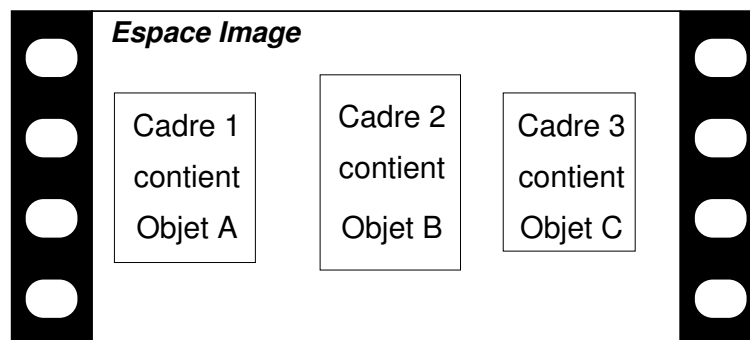 Espace Image
Cadre 1
contient
Objet A
Cadre 2
contient
Objet B
Cadre 3
contient
Objet C